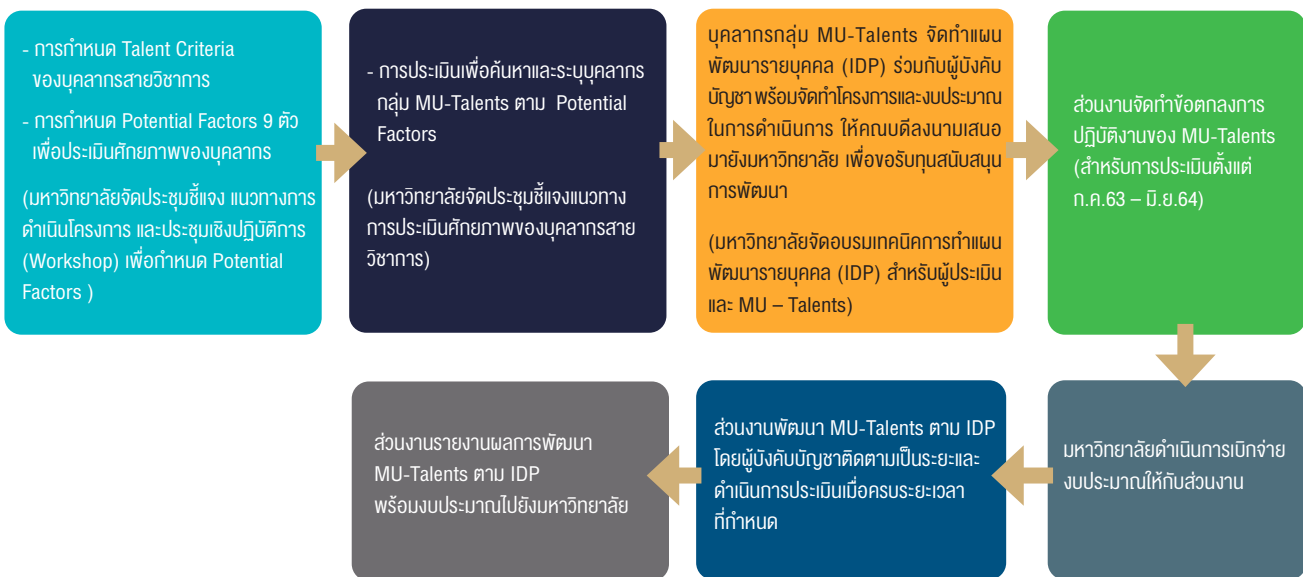 - การกำหนด Talent Criteria
ของบุคลากรสายวิชาการ
- การกำหนด Potential Factors 9 ตัว
เพื่อประเมินศักยภาพของบุคลากร
(มหาวิทยาลัยจัดประชุมชี้แจง แนวทางการ
ดำเนินโครงการ และประชุมเชิงปฏิบัติการ
(Workshop) เพื่อกำหนด Potential
Factors )
- การประเมินเพื่อค้นหาและระบุบุคลากร
กลุ่ม MU-Talents ตาม Potential
Factors
(มหาวิทยาลัยจัดประชุมชี้แจงแนวทาง
การประเมินศักยภาพของบุคลากรสาย
วิชาการ)
บุคลากรกลุ่ม MU-Talents จัดทำแผน
พัฒนารายบุคคล (IDP) ร่วมกับผู้บังคับ
บัญชา พร้อมจัดทำโครงการและงบประมาณ
ในการดำเนินการ ให้คณบดีลงนามเสนอ
มายังมหาวิทยาลัย เพื่อขอรับทุนสนับสนุน
การพัฒนา
(มหาวิทยาลัยจัดอบรมเทคนิคการทำแผน
พัฒนารายบุคคล (IDP) สำหรับผู้ประเมิน
และ MU – Talents)
ส่วนงานจัดทำข้อตกลงการ
ปฏิบัติงานของ MU-Talents
(สำหรับการประเมินตั้งแต่
ก.ค.63 – มิ.ย.64)
มหาวิทยาลัยดำเนินการเบิกจ่าย
งบประมาณให้กับส่วนงาน
ส่วนงานพัฒนา MU-Talents ตาม IDP
โดยผู้บังคับบัญชาติดตามเป็นระยะและ
ดำเนินการประเมินเมื่อครบระยะเวลา
ที่กำหนด
ส่วนงานรายงานผลการพัฒนา
MU-Talents ตาม IDP
พร้อมงบประมาณไปยังมหาวิทยาลัย